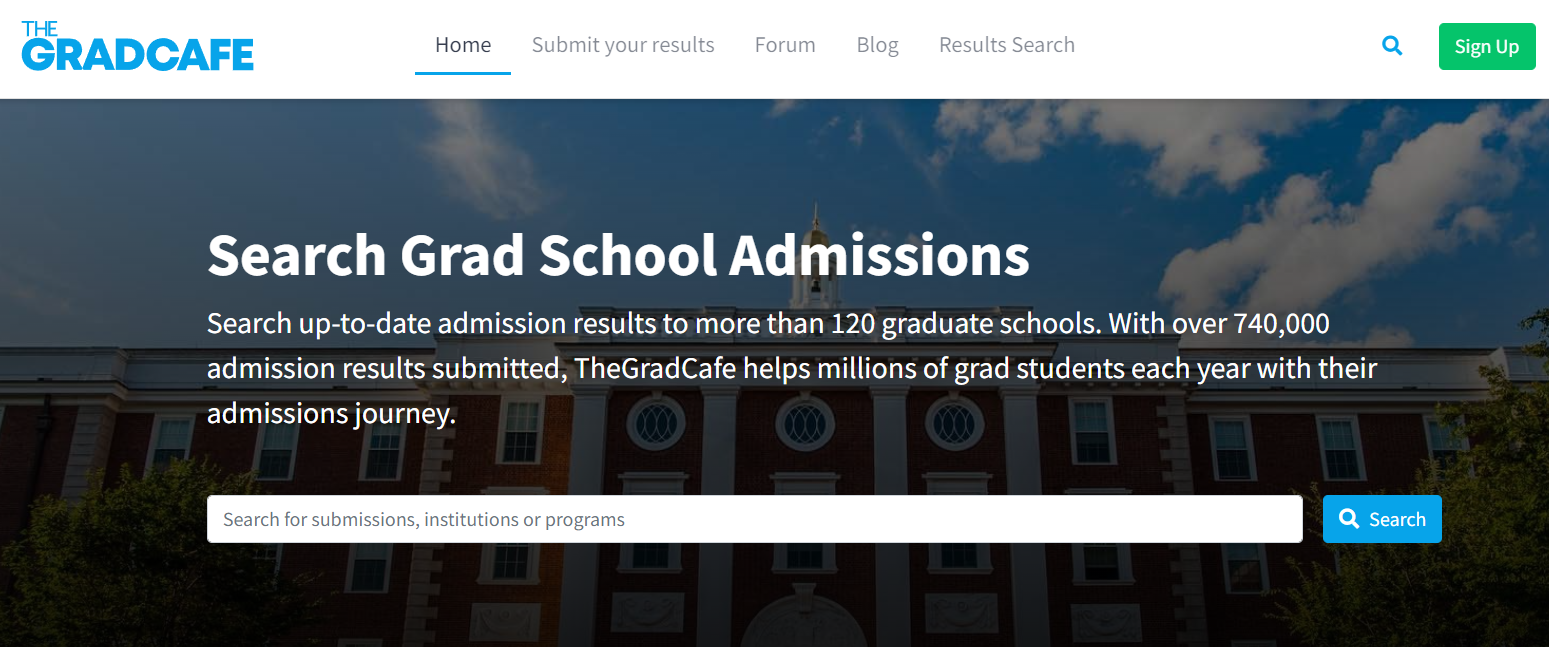 THE
GRADCAFE
Home Submit your results Forum Blog Results Search Sign Up
Search Grad School Admissions
Search up-to-date admission results to more than 120 graduate schools. With over 740,000
admission results submitted, TheGradCafe helps millions of grad students each year with their
admissions journey.
Search for submissions, institutions or programs Search